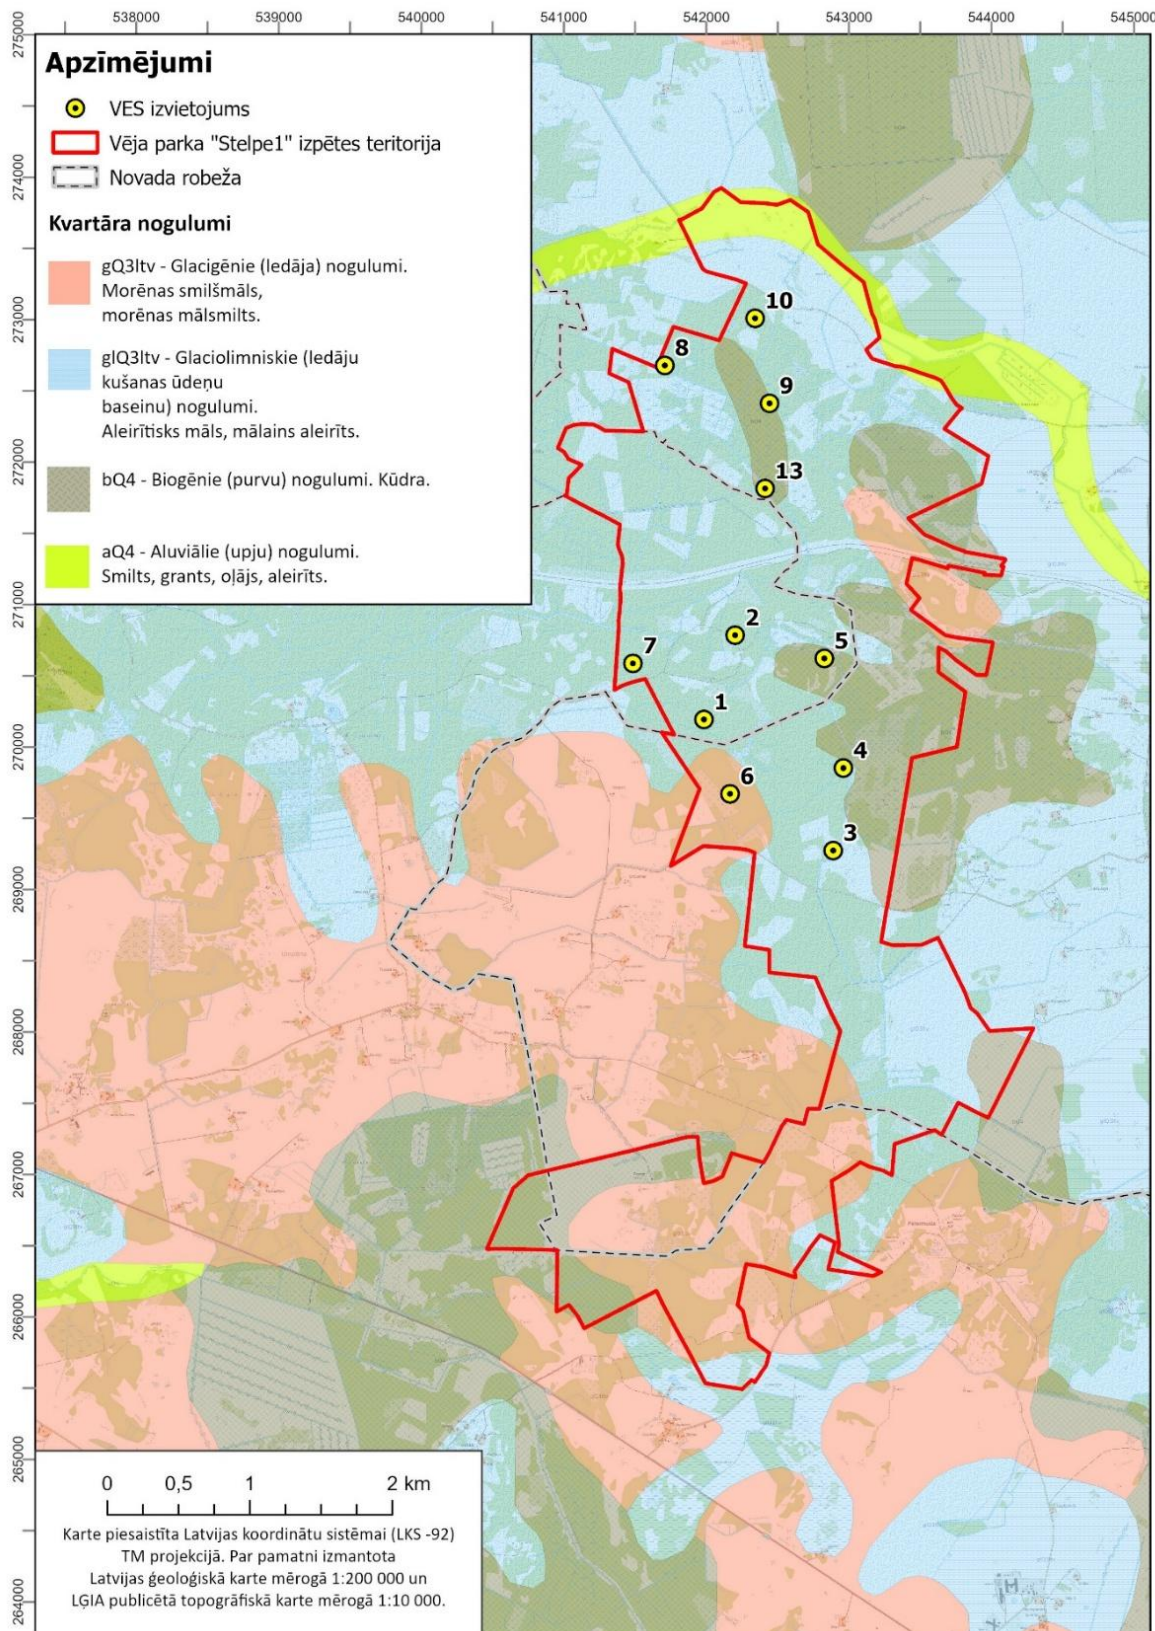 538000 539000 540000 541000 542000 543000 544000 545000
275000
274000
273000
272000
271000
270000
269000
268000
267000
266000
265000
264000
Apzīmējumi
VES izvietojums
Vēja parka "Stelpe1" izpētes teritorija
Novada robeža
Kvartāra nogulumi
gQ3ltv - Glacigēnie (ledāja) nogulumi.
Morēnas smilšmāls,
morēnas mālsmilts.
glQ3ltv - Glaciolimniskie (ledāju
kušanas ūdeņu
baseinu) nogulumi.
Aleirītisks māls, mālains aleirīts.
bQ4 - Biogēnie (purvu) nogulumi. Kūdra.
aQ4 - Aluviālie (upju) nogulumi.
Smilts, grants, oļājs, aleirīts.
10
8
9
13
2
5
7
1
4
6
3
0 0,5 1 2 km
Karte piesaistīta Latvijas koordinātu sistēmai (LKS -92)
TM projekcijā. Par pamatni izmantota
Latvijas ģeoloģiskā karte mērogā 1:200 000 un
LĢIA publicētā topogrāfiskā karte mērogā 1:10 000.